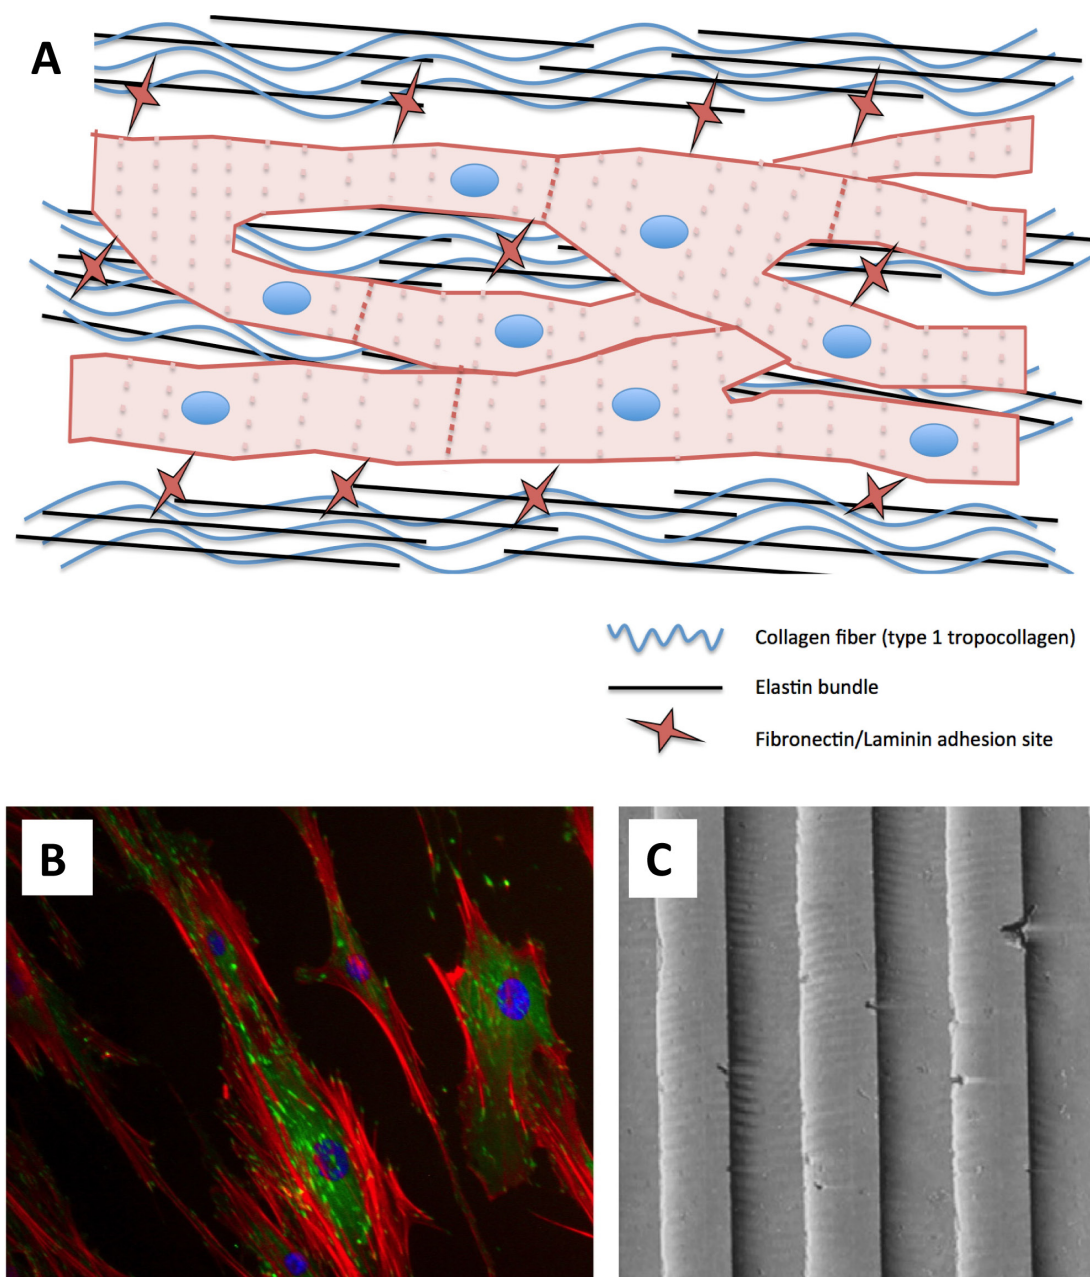 A
Collagen fiber (type 1 tropocollagen)
Elastin bundle
Fibronectin/Laminin adhesion site
B
C